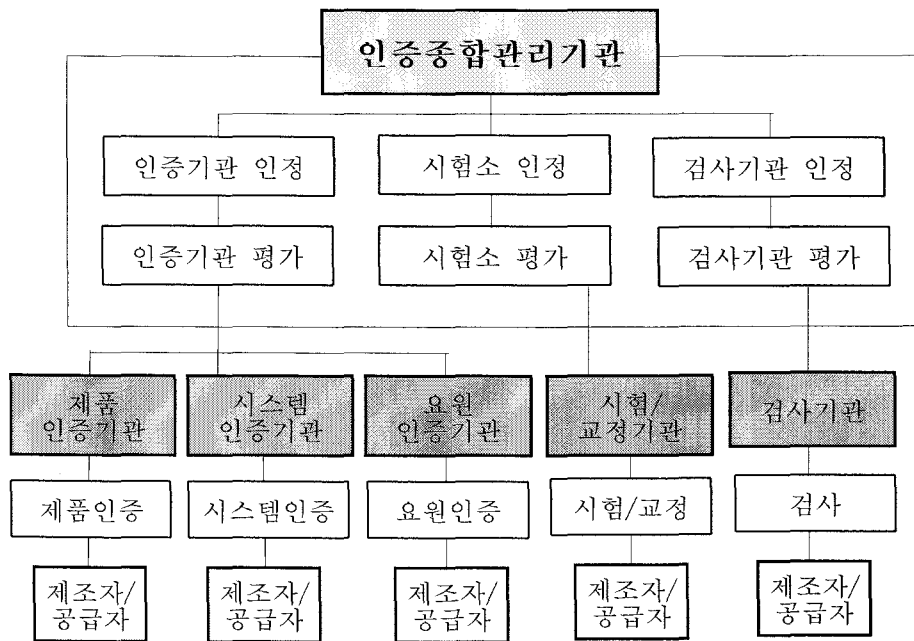 인증종합관리기관
인증기관 인정
시험소 인정
검사기관 인정
인증기관 평가
시험소 평가
검사기관 평가
제품
인증기관
시스템
인증기관
요원
인증기관
시험/
교정기관
검사기관
제품인증
시스템인증
요원인증
시험/교정
검사
제조자/
공급자
제조자/
공급자
제조자/
공급자
제조자/
공급자
제조자/
공급자